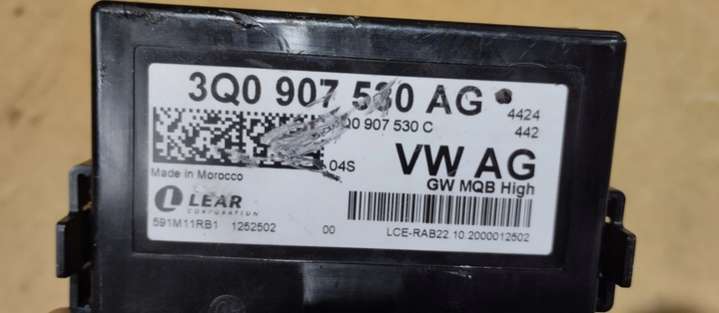 3Q0 907 530 AG
4424
Q0 907 530 C
442
04S
VW AG
Made in Morocco
GW MQB High
LEAR
CORPORATION
591M11RB1 1252502 00
LCE-RAB22.10.2000012502